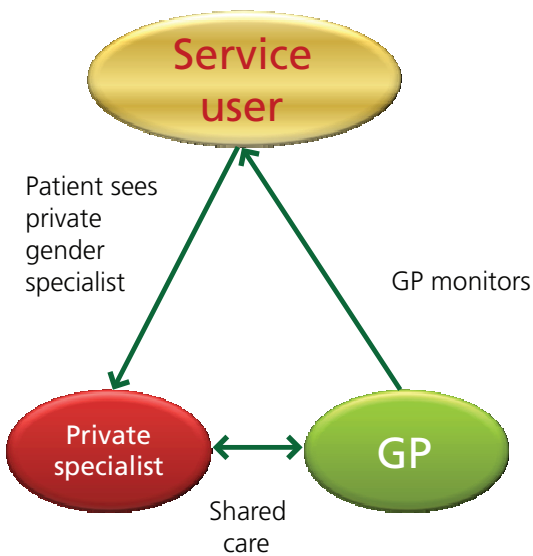 Service
user
Patient sees
private
gender
specialist
GP monitors
Private
specialist
GP
Shared
care